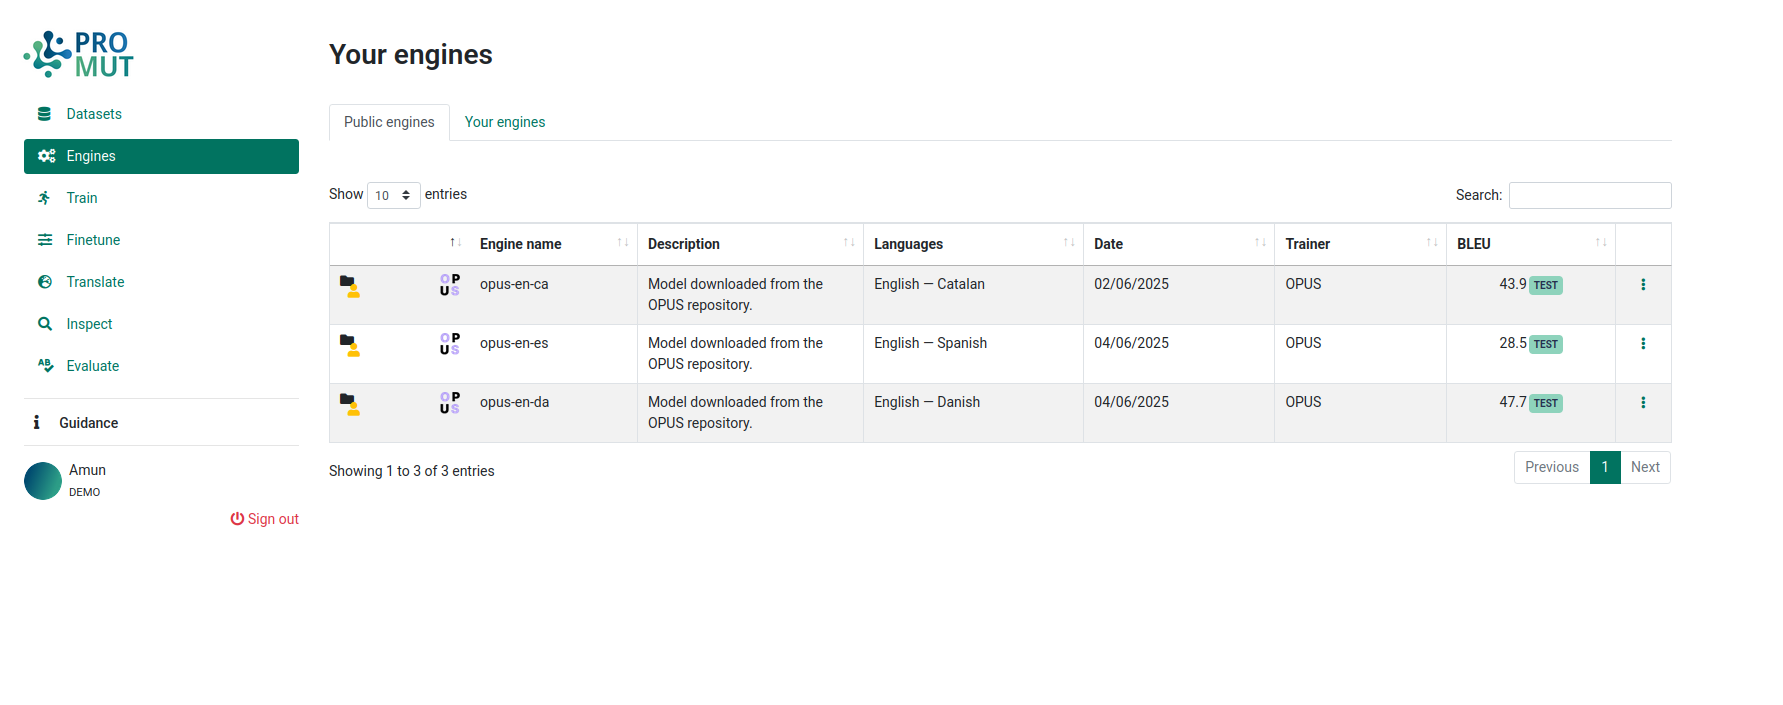 PRO
MUT
Datasets
Engines
Train
Finetune
Translate
Inspect
Evaluate
Guidance
Amun
DEMO
Sign out
Your engines
Public engines Your engines
Show 10 entries Search:
Engine name Description Languages Date Trainer BLEU
OPUS opus-en-ca Model downloaded from the English — Catalan 02/06/2025 OPUS 43.9 TEST
OPUS repository.
OPUS opus-en-es Model downloaded from the English — Spanish 04/06/2025 OPUS 28.5 TEST
OPUS repository.
OPUS opus-en-da Model downloaded from the English — Danish 04/06/2025 OPUS 47.7 TEST
OPUS repository.
Showing 1 to 3 of 3 entries Previous 1 Next